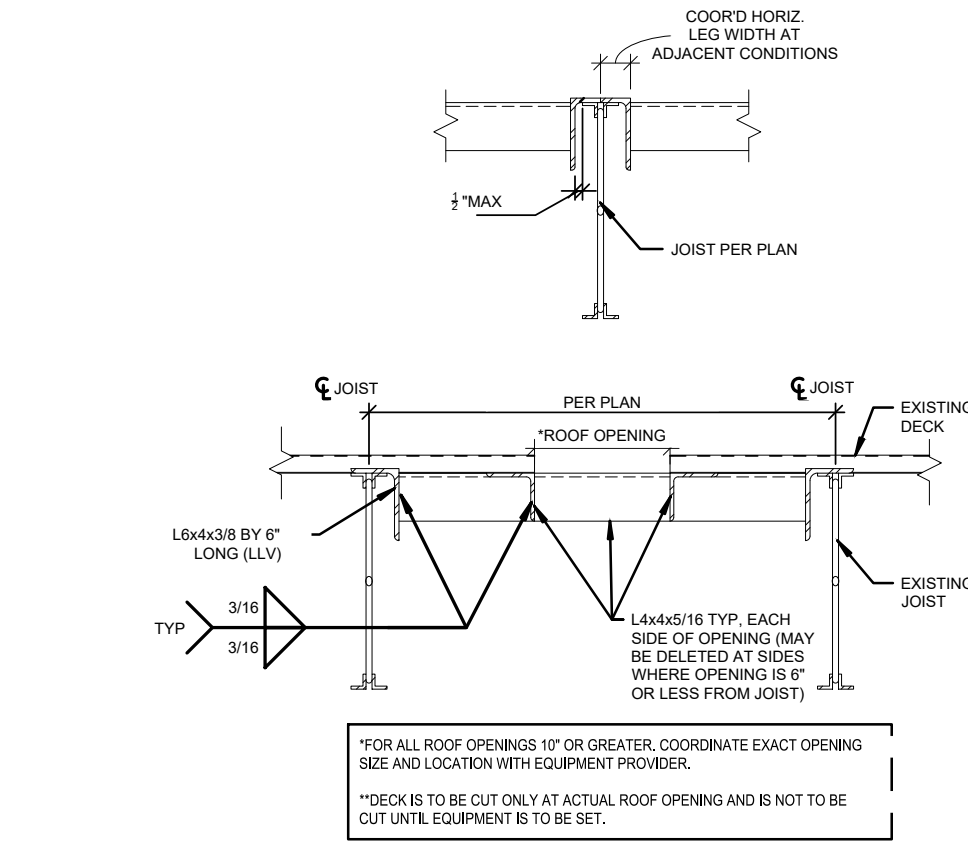 COOR'D HORIZ.
LEG WIDTH AT
ADJACENT CONDITIONS
1/2 "MAX
JOIST PER PLAN
℄ JOIST
℄ JOIST
PER PLAN
EXISTING
DECK
*ROOF OPENING
L6x4x3/8 BY 6"
LONG (LLV)
TYP
3/16
3/16
L4x4x5/16 TYP, EACH
SIDE OF OPENING (MAY
BE DELETED AT SIDES
WHERE OPENING IS 6"
OR LESS FROM JOIST)
EXISTING
JOIST
*FOR ALL ROOF OPENINGS 10" OR GREATER. COORDINATE EXACT OPENING
SIZE AND LOCATION WITH EQUIPMENT PROVIDER.
**DECK IS TO BE CUT ONLY AT ACTUAL ROOF OPENING AND IS NOT TO BE
CUT UNTIL EQUIPMENT IS TO BE SET.